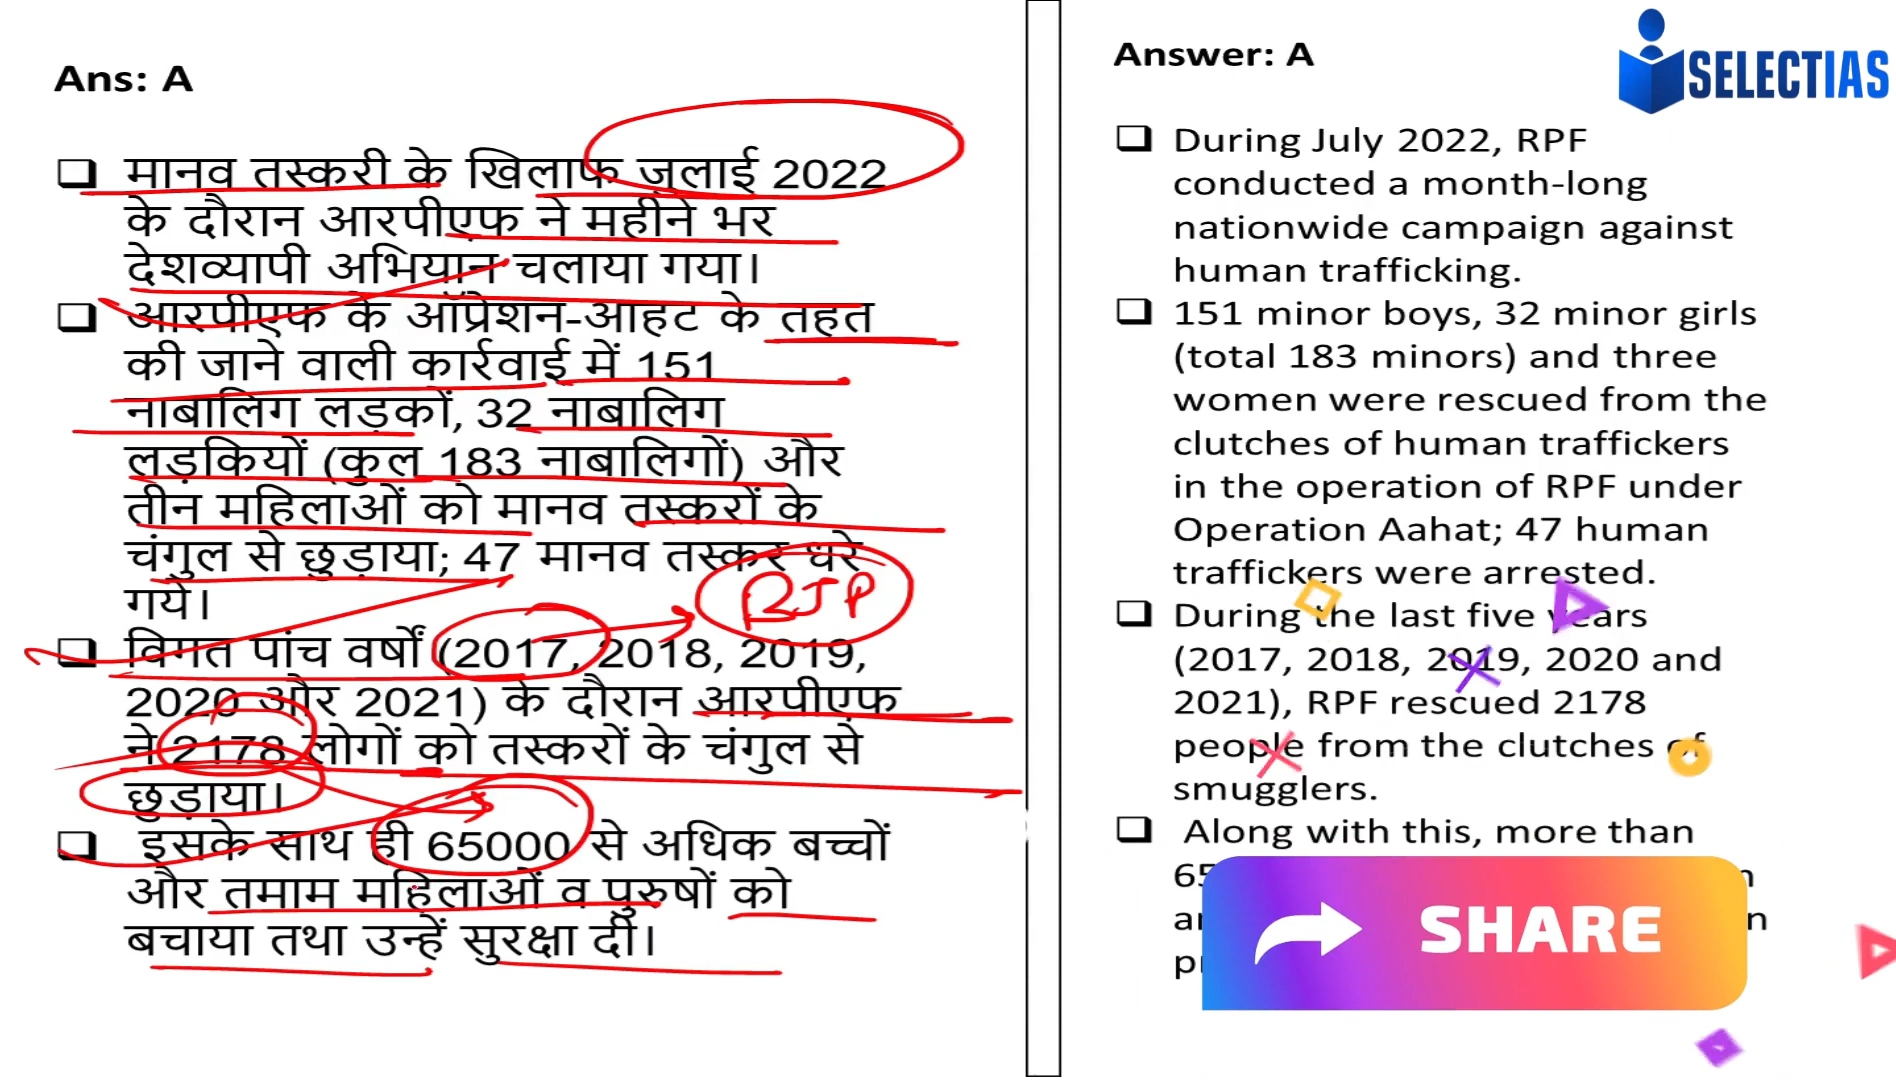 Ans: A
❑ मानव तस्करी के खिलाफ जुलाई 2022
के दौरान आरपीएफ ने महीने भर
देशव्यापी अभियान चलाया गया।
❑ आरपीएफ के ऑप्रेशन-आहट के तहत
की जाने वाली कार्रवाई में 151
नाबालिग लड़कों, 32 नाबालिग
लड़कियों (कुल 183 नाबालिगों) और
तीन महिलाओं को मानव तस्करों के
चंगुल से छुड़ाया; 47 मानव तस्कर धरे
गये।
❑ विगत पांच वर्षों (2017, 2018, 2019,
2020 और 2021) के दौरान आरपीएफ
ने 2178 लोगों को तस्करों के चंगुल से
छुड़ाया।
❑ इसके साथ ही 65000 से अधिक बच्चों
और तमाम महिलाओं व पुरुषों को
बचाया तथा उन्हें सुरक्षा दी।
Answer: A
SELECTIAS
❑ During July 2022, RPF
conducted a month-long
nationwide campaign against
human trafficking.
❑ 151 minor boys, 32 minor girls
(total 183 minors) and three
women were rescued from the
clutches of human traffickers
in the operation of RPF under
Operation Aahat; 47 human
traffickers were arrested.
❑ During the last five years
(2017, 2018, 2019, 2020 and
2021), RPF rescued 2178
people from the clutches of
smugglers.
❑ Along with this, more than
SHARE